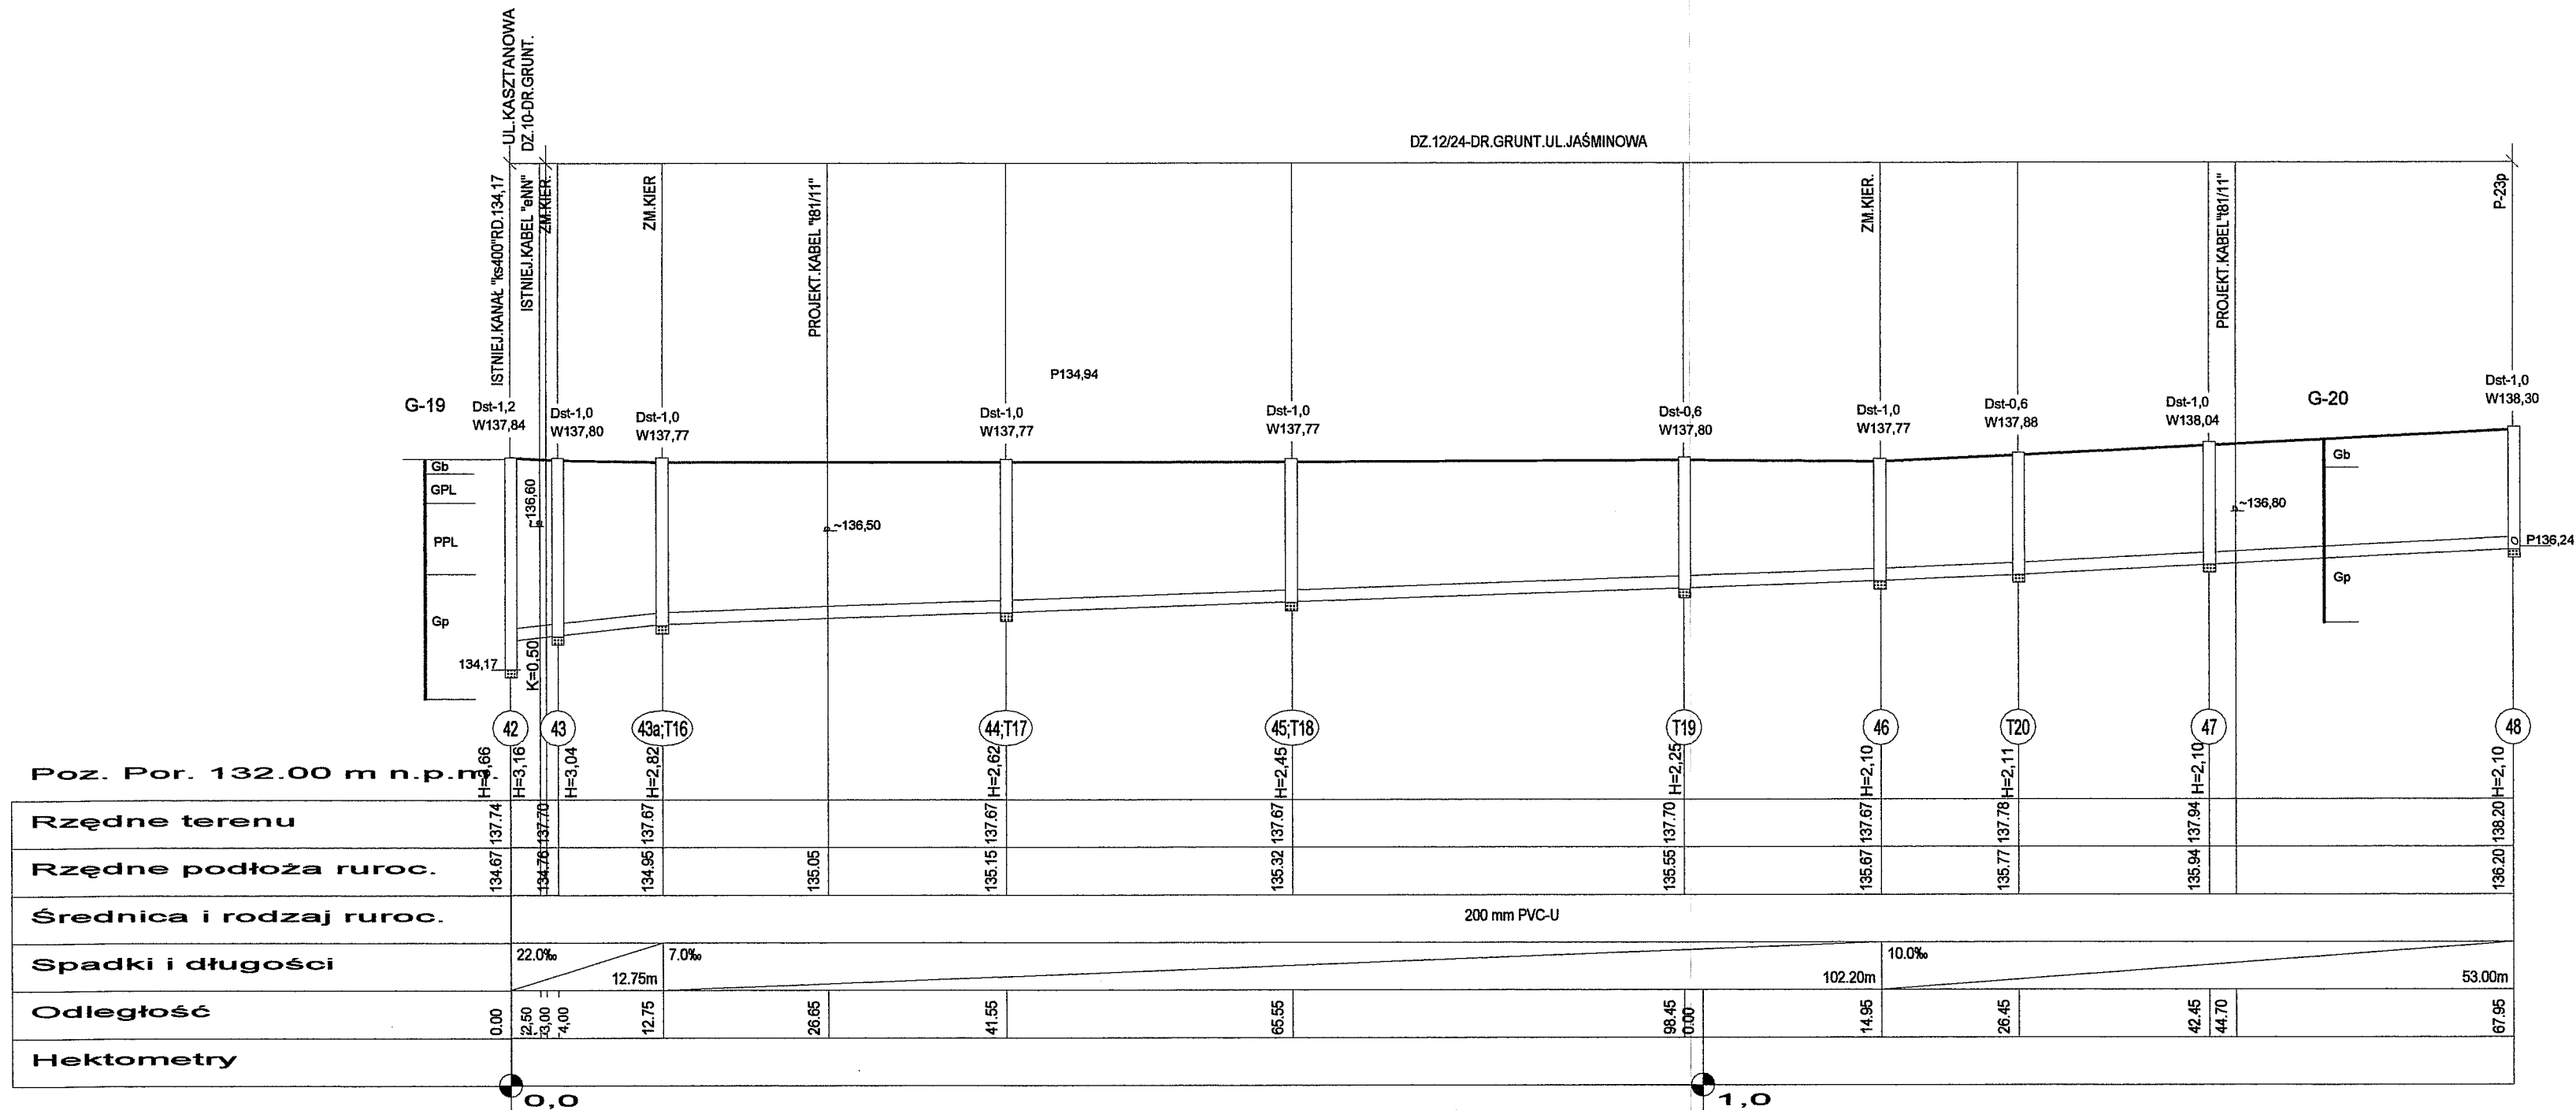 UL.KASZTANOWA
DZ.10-DR.GRUNT.
DZ.12/24-DR.GRUNT.UL.JAŚMINOWA
ISTNIEJ.KANAŁ "ks400"RD.134,17
ISTNIEJ.KABEL "eNN"
ZM.KIER.
ZM.KIER
PROJEKT.KABEL "t81/11"
ZM.KIER.
PROJEKT.KABEL"t81/11"
P-23p
P134,94
G-19
Dst-1,2
W137,84
Dst-1,0
W137,80
Dst-1,0
W137,77
Dst-1,0
W137,77
Dst-1,0
W137,77
Dst-0,6
W137,80
Dst-1,0
W137,77
Dst-0,6
W137,88
Dst-1,0
W138,04
G-20
Dst-1,0
W138,30
Gb
GPL
PPL
Gp
~136,60
~136,50
~136,80
Gb
Gp
P136,24
134,17
K=0.50
42
43
43a;T16
44;T17
45;T18
T19
46
T20
47
48
H=3,66
H=3,16
H=3,04
H=2,82
H=2,62
H=2,45
H=2,25
H=2,10
H=2,11
H=2,10
H=2,10
Poz. Por. 132.00 m n.p.m.
Rzędne terenu
137.74
137.70
137.67
137.67
137.67
137.70
137.67
137.78
137.94
138.20
Rzędne podłoża ruroc.
134.67
134.76
134.95
135.05
135.15
135.32
135.55
135.67
135.77
135.94
136.20
Średnica i rodzaj ruroc.
200 mm PVC-U
Spadki i długości
22.0‰
12.75m
7.0‰
102.20m
10.0‰
53.00m
Odległość
0.00
2,50
3,00
4,00
12.75
26.65
41.55
65.55
98.45
0.00
14.95
26.45
42.45
44.70
67.95
Hektometry
0,0
1,0